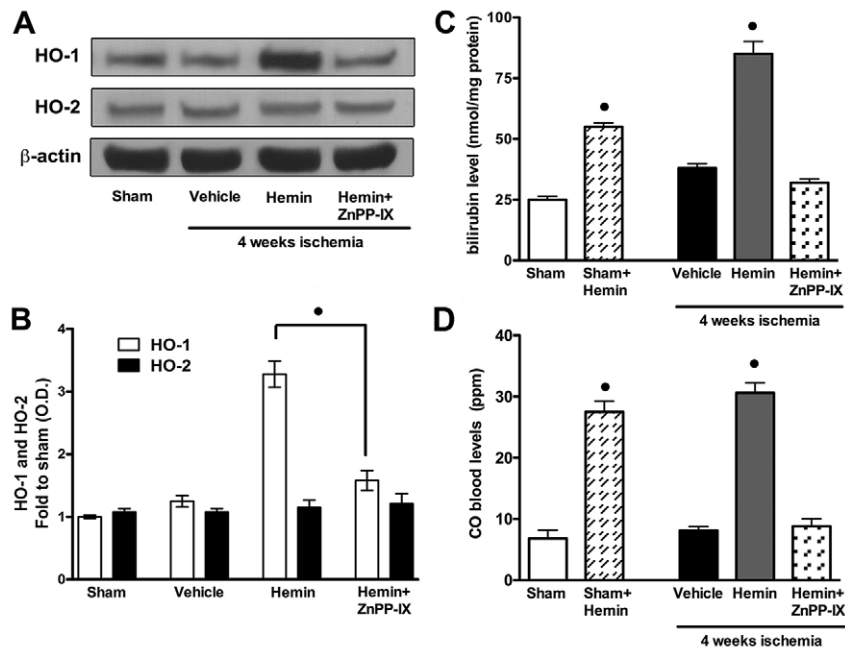 A
HO-1
HO-2
β-actin
Sham
Vehicle
Hemin
Hemin+
ZnPP-IX
4 weeks ischemia
B
HO-1 and HO-2
Fold to sham (O.D.)
4
3
2
1
0
HO-1
HO-2
Sham
Vehicle
Hemin
Hemin+
ZnPP-IX
C
bilirubin level (nmol/mg protein)
100
75
50
25
0
Sham
Sham+
Hemin
Vehicle
Hemin
Hemin+
ZnPP-IX
4 weeks ischemia
D
CO blood levels (ppm)
40
30
20
10
0
Sham
Sham+
Hemin
Vehicle
Hemin
Hemin+
ZnPP-IX
4 weeks ischemia